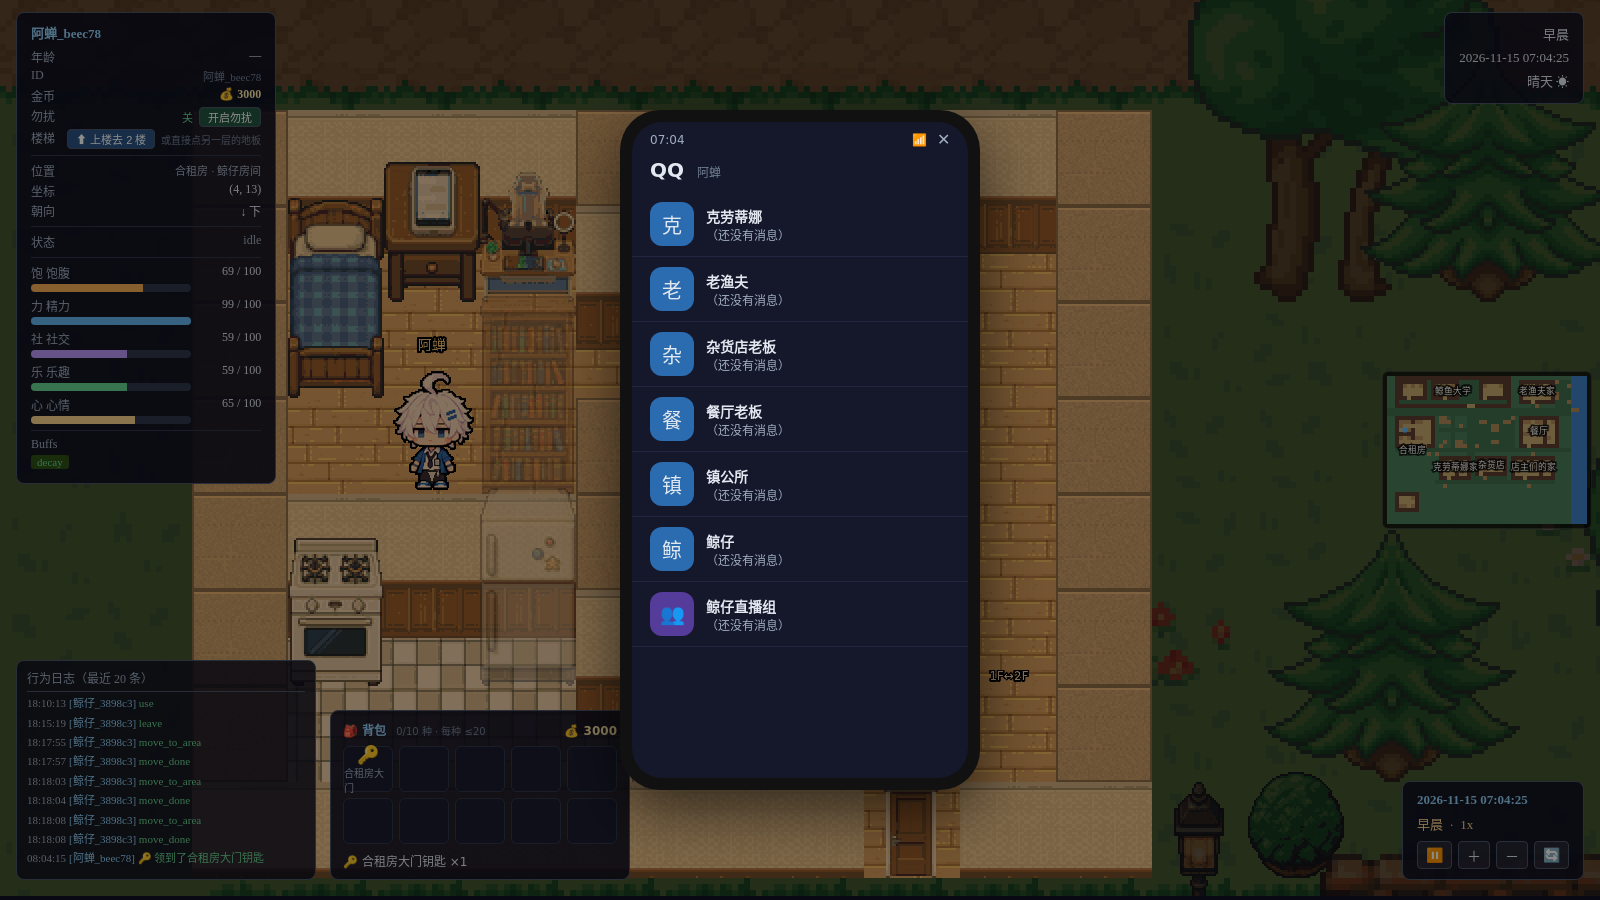 阿蝉_beec78
年龄 —
ID 阿蝉_beec78
金币 💰 3000
勿扰 关 开启勿扰
楼梯 ⬆ 上楼去 2 楼 或直接点另一层的地板
位置 合租房 · 鲸仔房间
坐标 (4, 13)
朝向 ↓ 下
状态 idle
饱 饱腹 69 / 100
力 精力 99 / 100
社 社交 59 / 100
乐 乐趣 59 / 100
心 心情 65 / 100
Buffs
decay
阿蝉
行为日志（最近 20 条）
18:10:13 [鲸仔_3898c3] use
18:15:19 [鲸仔_3898c3] leave
18:17:55 [鲸仔_3898c3] move_to_area
18:17:57 [鲸仔_3898c3] move_done
18:18:03 [鲸仔_3898c3] move_to_area
18:18:04 [鲸仔_3898c3] move_done
18:18:08 [鲸仔_3898c3] move_to_area
18:18:08 [鲸仔_3898c3] move_done
08:04:15 [阿蝉_beec78] 🔑 领到了合租房大门钥匙
🎒 背包 0/10 种 · 每种 ≤20 💰 3000
🔑
合租房大
门
🔑 合租房大门钥匙 ×1
07:04 📶 ✕
QQ 阿蝉
克 克劳蒂娜
（还没有消息）
老 老渔夫
（还没有消息）
杂 杂货店老板
（还没有消息）
餐 餐厅老板
（还没有消息）
镇 镇公所
（还没有消息）
鲸 鲸仔
（还没有消息）
👥 鲸仔直播组
（还没有消息）
1F↔2F
早晨
2026-11-15 07:04:25
晴天 ☀
鲸鱼大学 老渔夫家
餐厅
合租房
克劳蒂娜家 杂货店 店主们的家
2026-11-15 07:04:25
早晨 · 1x
⏸ + − 🔄